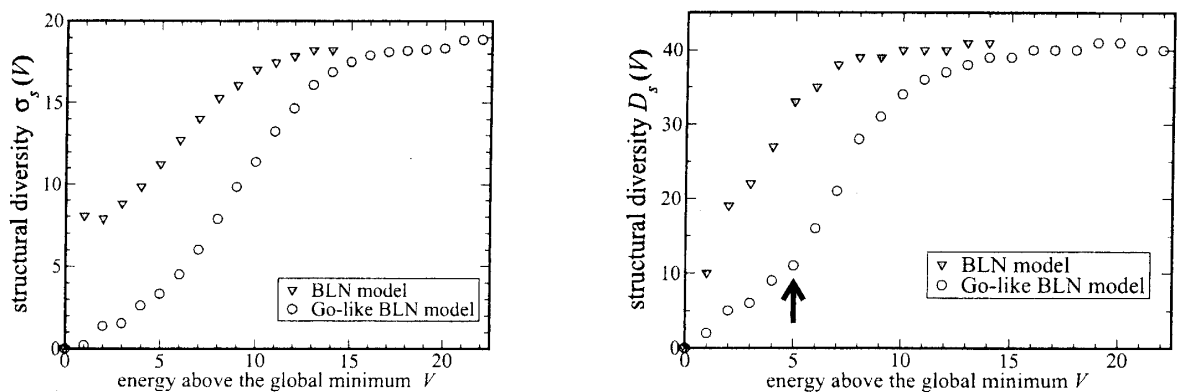 20
15
10
5
0
structural diversity σs(V)
BLN model
Go-like BLN model
0 5 10 15 20
energy above the global minimum V
40
30
20
10
0
structural diversity Ds(V)
BLN model
Go-like BLN model
0 5 10 15 20
energy above the global minimum V